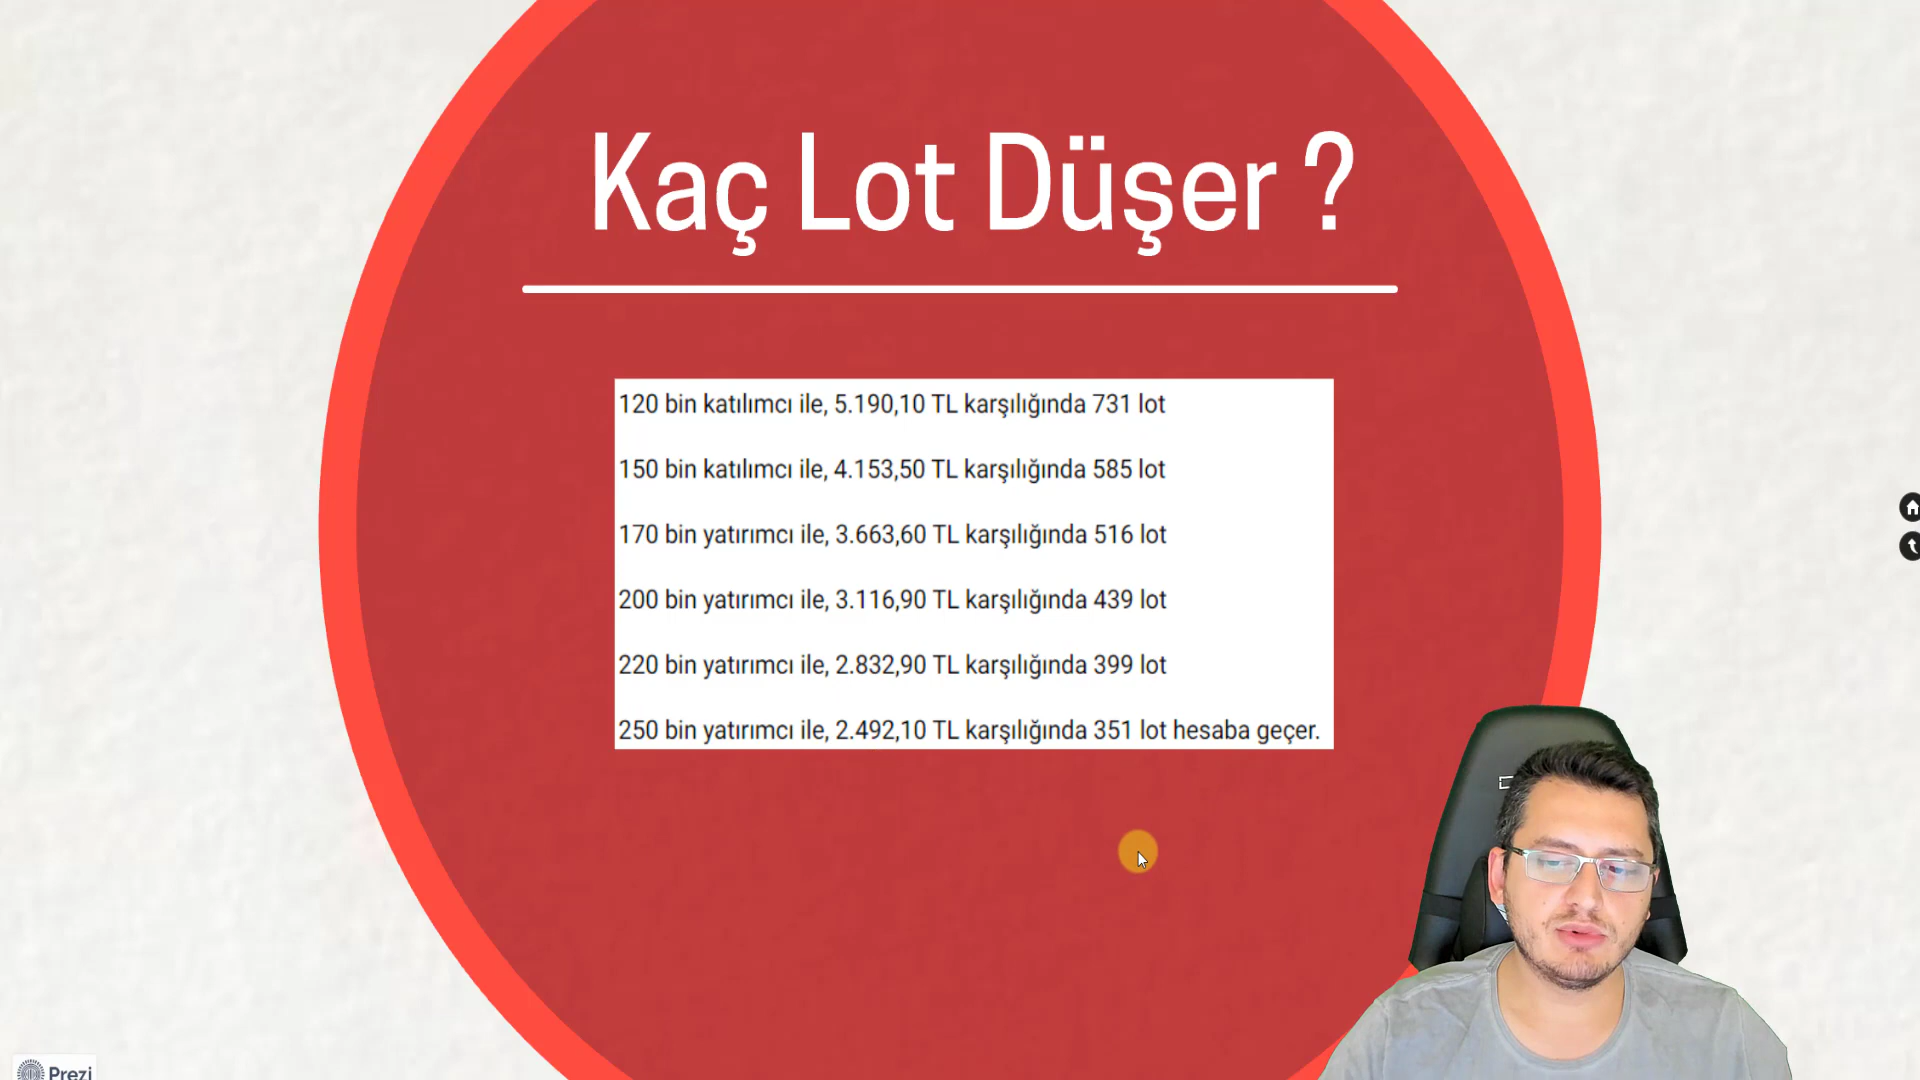 Kaç Lot Düşer ?
120 bin katılımcı ile, 5.190,10 TL karşılığında 731 lot
150 bin katılımcı ile, 4.153,50 TL karşılığında 585 lot
170 bin yatırımcı ile, 3.663,60 TL karşılığında 516 lot
200 bin yatırımcı ile, 3.116,90 TL karşılığında 439 lot
220 bin yatırımcı ile, 2.832,90 TL karşılığında 399 lot
250 bin yatırımcı ile, 2.492,10 TL karşılığında 351 lot hesaba geçer.
Prezi